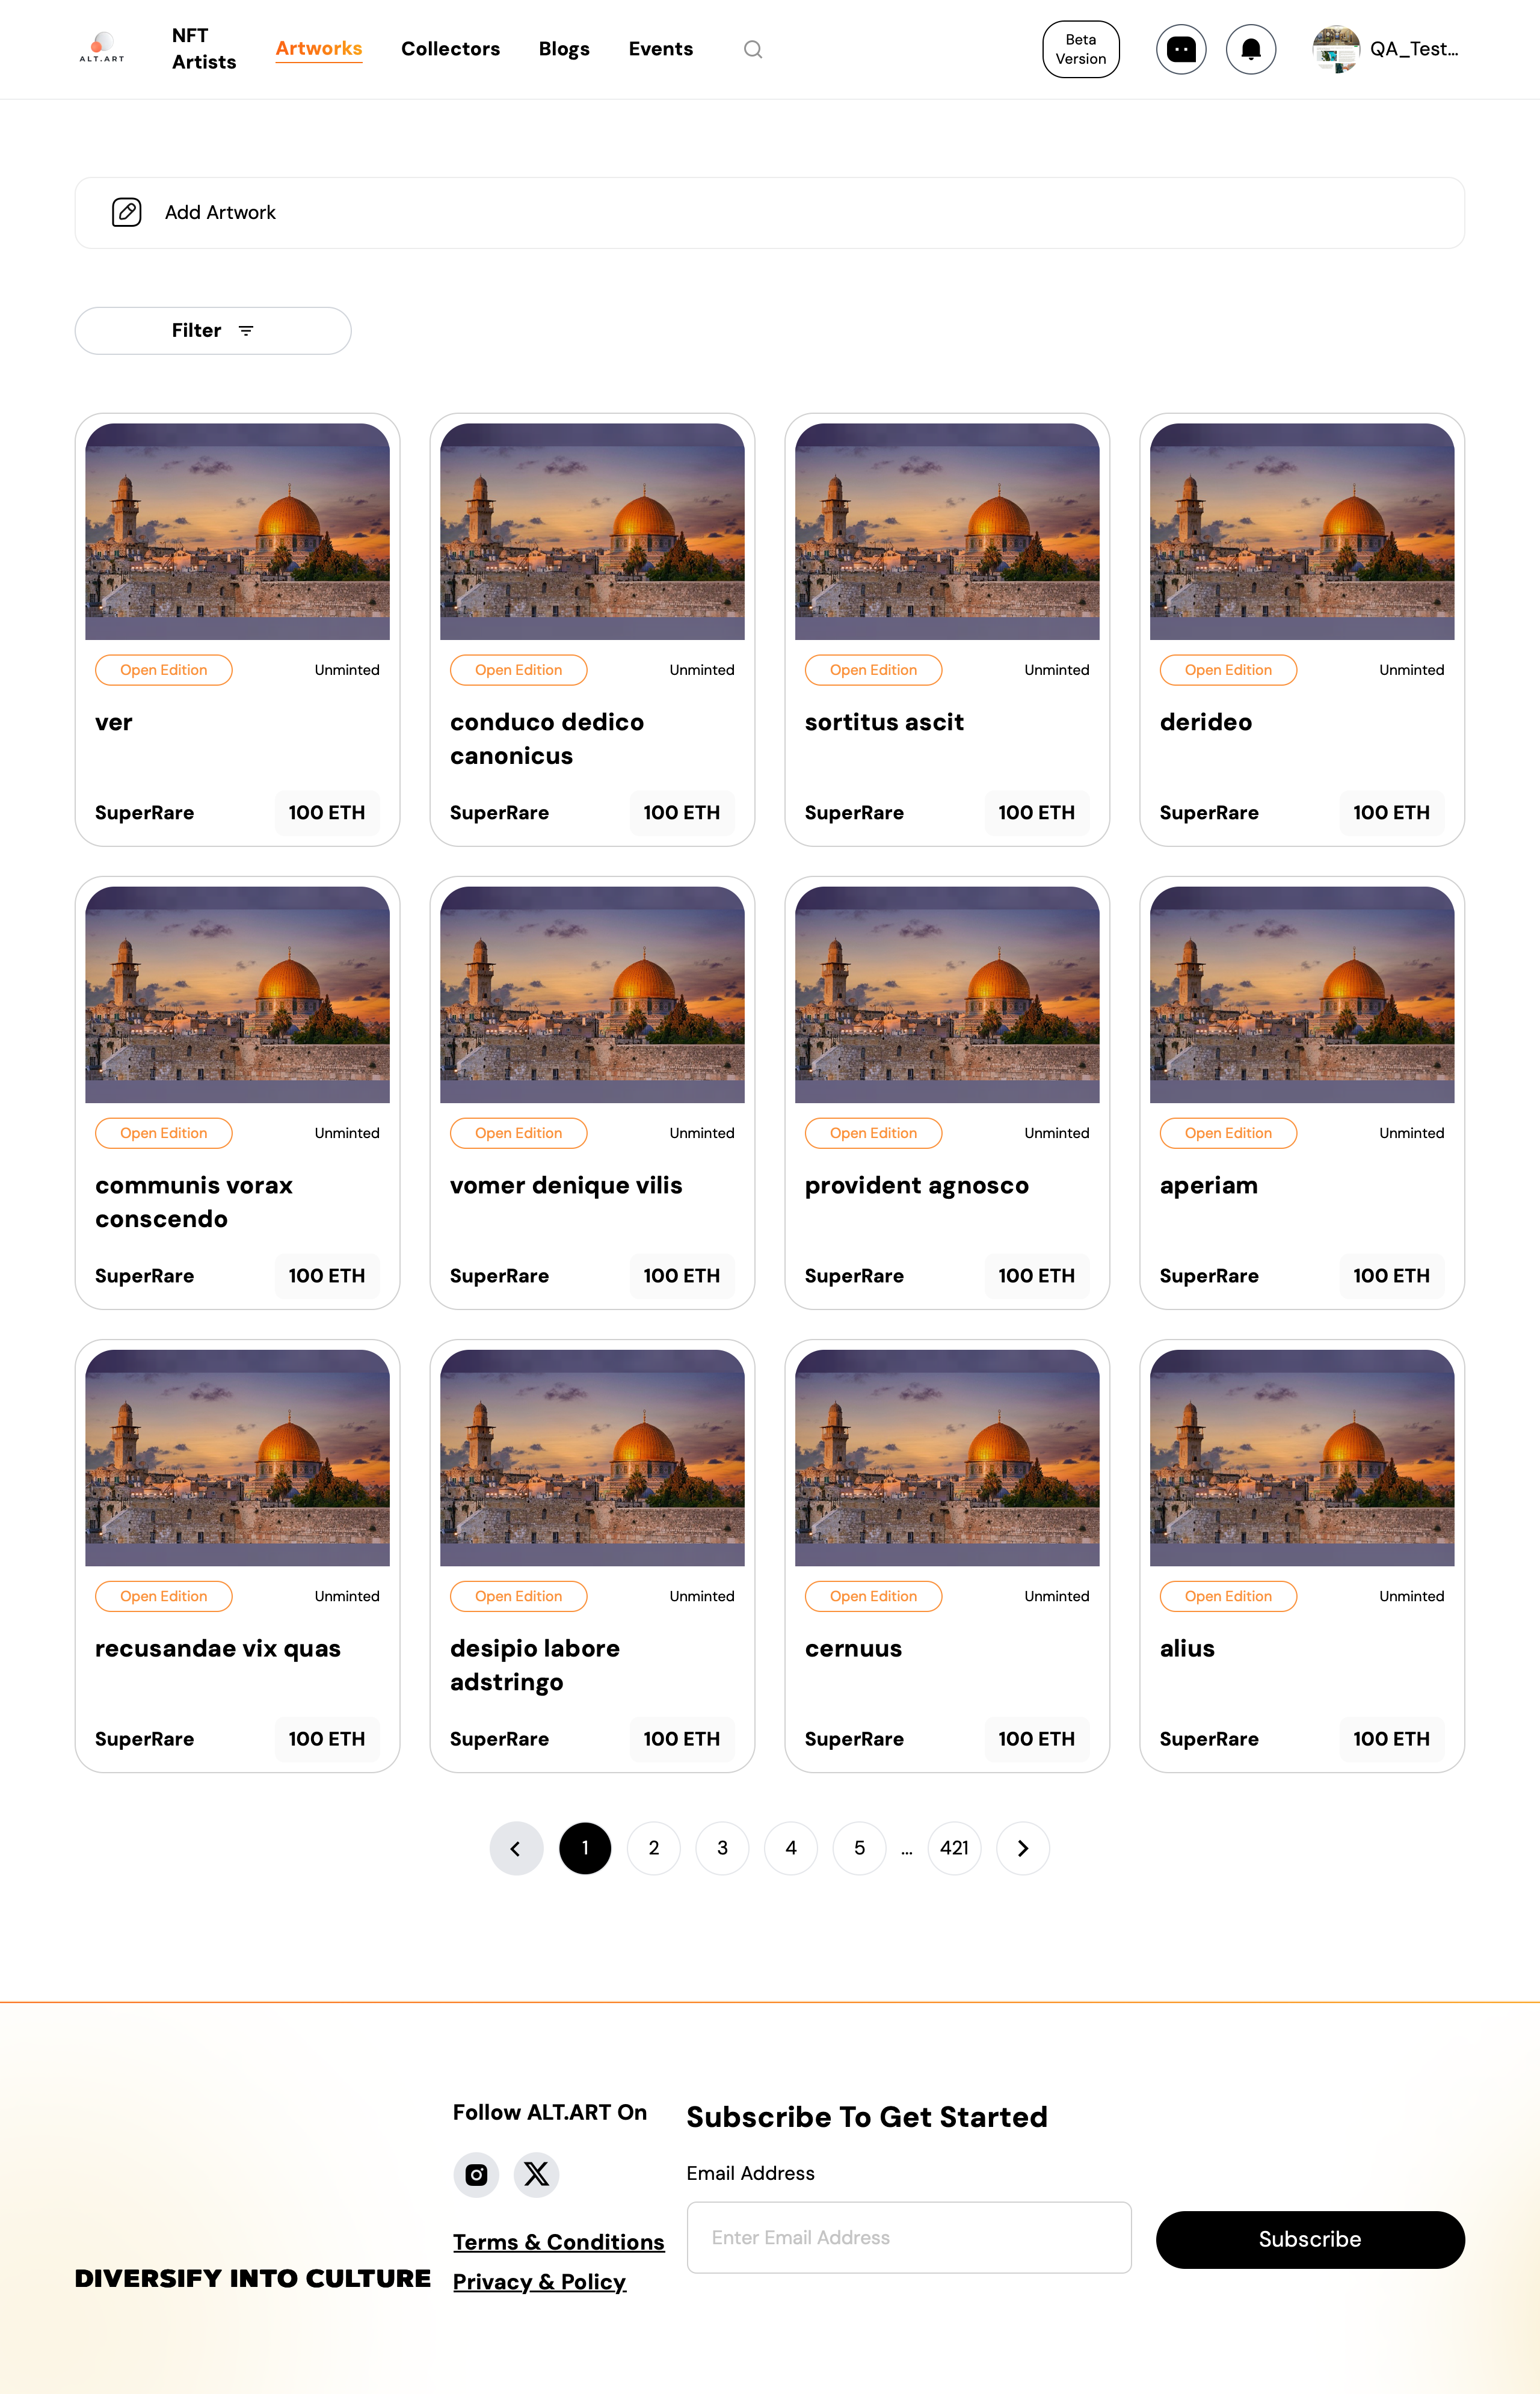 ALT.ART
NFT
Artists
Artworks
Collectors
Blogs
Events
Beta
Version
QA_Test...
Add Artwork
Filter
Open Edition
Unminted
ver
SuperRare
100 ETH
Open Edition
Unminted
conduco dedico
canonicus
SuperRare
100 ETH
Open Edition
Unminted
sortitus ascit
SuperRare
100 ETH
Open Edition
Unminted
derideo
SuperRare
100 ETH
Open Edition
Unminted
communis vorax
conscendo
SuperRare
100 ETH
Open Edition
Unminted
vomer denique vilis
SuperRare
100 ETH
Open Edition
Unminted
provident agnosco
SuperRare
100 ETH
Open Edition
Unminted
aperiam
SuperRare
100 ETH
Open Edition
Unminted
recusandae vix quas
SuperRare
100 ETH
Open Edition
Unminted
desipio labore
adstringo
SuperRare
100 ETH
Open Edition
Unminted
cernuus
SuperRare
100 ETH
Open Edition
Unminted
alius
SuperRare
100 ETH
1 2 3 4 5 ... 421
DIVERSIFY INTO CULTURE
Follow ALT.ART On
Terms & Conditions
Privacy & Policy
Subscribe To Get Started
Email Address
Enter Email Address
Subscribe